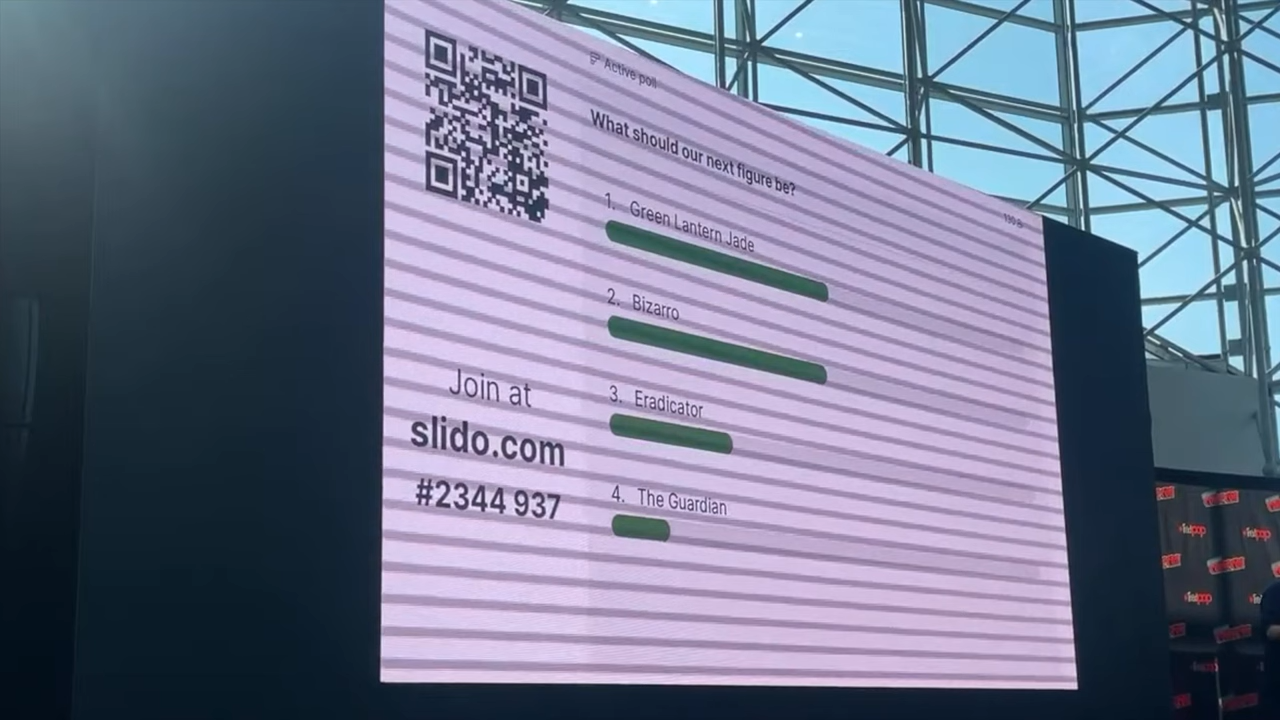 Active poll
What should our next figure be?
1. Green Lantern Jade
2. Bizarro
3. Eradicator
4. The Guardian
Join at
slido.com
#2344 937